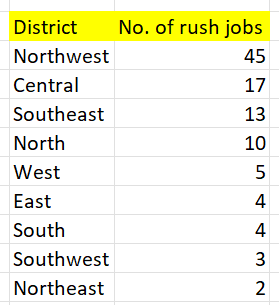 District No. of rush jobs
Northwest 45
Central 17
Southeast 13
North 10
West 5
East 4
South 4
Southwest 3
Northeast 2